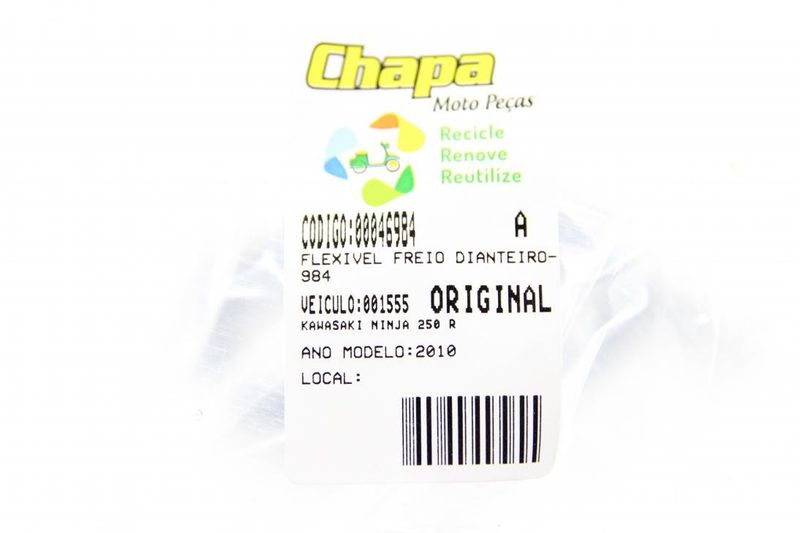 Chapa
Moto Peças
Recicle
Renove
Reutilize
CODIGO:00046984 A
FLEXIVEL FREIO DIANTEIRO-
984
VEICULO:001555 ORIGINAL
KAWASAKI NINJA 250 R
ANO MODELO:2010
LOCAL: